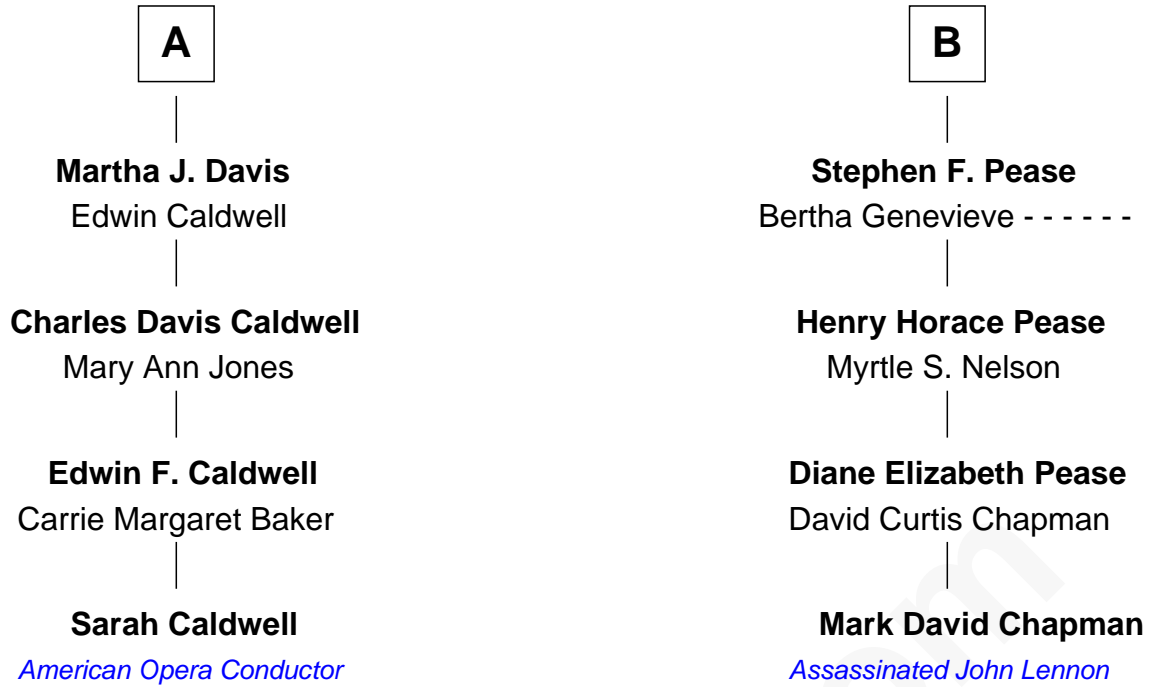 A
Martha J. Davis
Edwin Caldwell
Charles Davis Caldwell
Mary Ann Jones
Edwin F. Caldwell
Carrie Margaret Baker
Sarah Caldwell
American Opera Conductor
B
Stephen F. Pease
Bertha Genevieve - - - - - -
Henry Horace Pease
Myrtle S. Nelson
Diane Elizabeth Pease
David Curtis Chapman
Mark David Chapman
Assassinated John Lennon